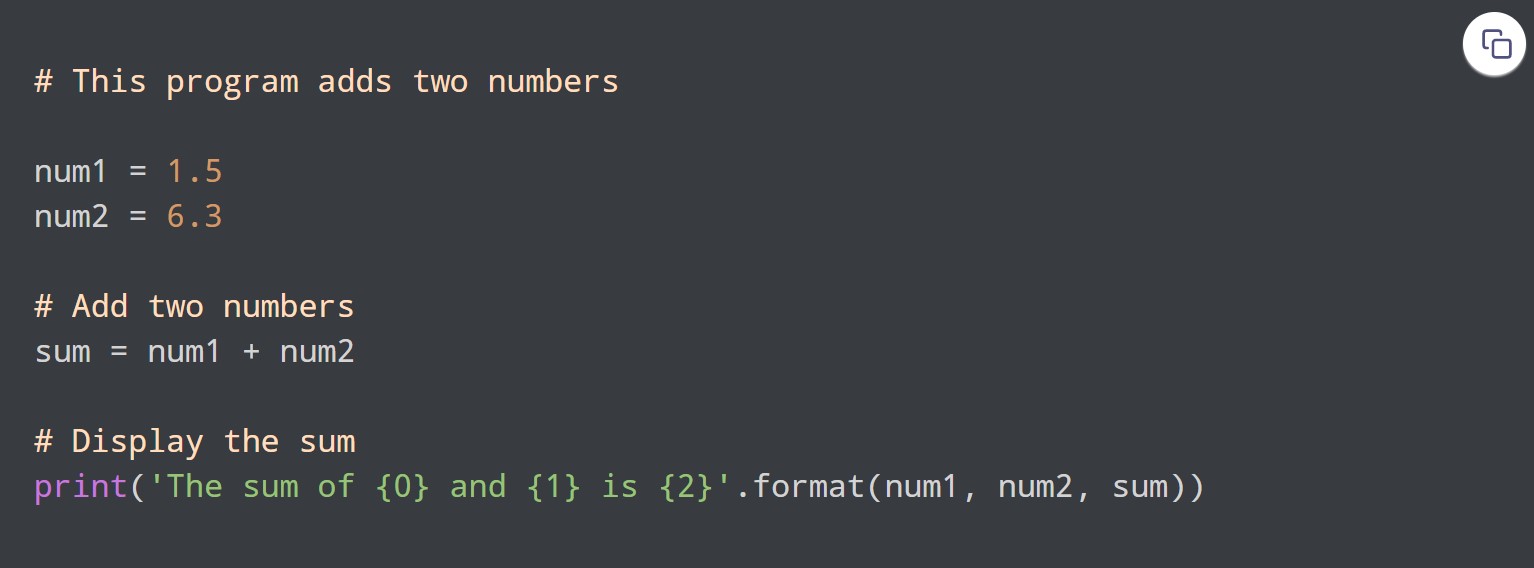 # This program adds two numbers
num1 = 1.5
num2 = 6.3
# Add two numbers
sum = num1 + num2
# Display the sum
print('The sum of {0} and {1} is {2}'.format(num1, num2, sum))